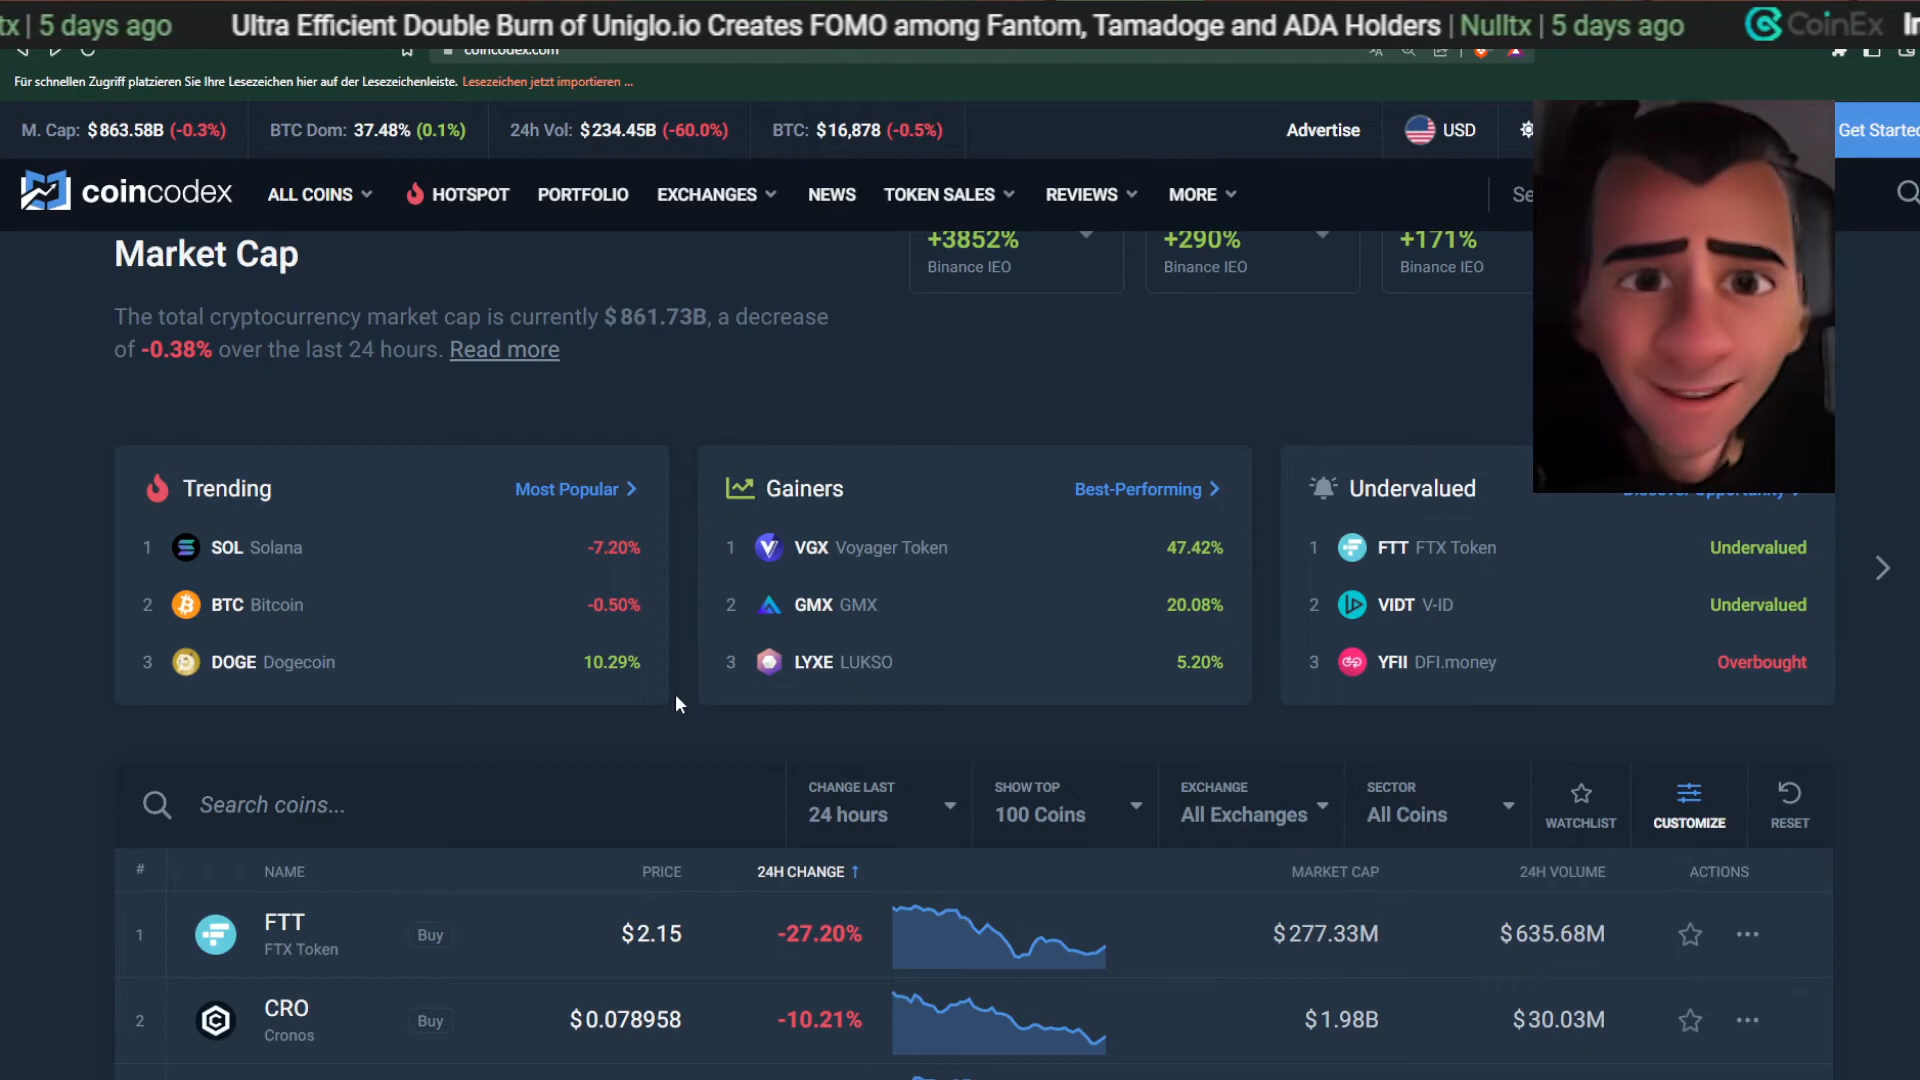 tx | 5 days ago Ultra Efficient Double Burn of Uniglo.io Creates FOMO among Fantom, Tamadoge and ADA Holders | Nulltx | 5 days ago CoinEx
coincodex.com
Für schnellen Zugriff platzieren Sie Ihre Lesezeichen hier auf der Lesezeichenleiste. Lesezeichen jetzt importieren ...
M. Cap: $863.58B (-0.3%) BTC Dom: 37.48% (0.1%) 24h Vol: $234.45B (-60.0%) BTC: $16,878 (-0.5%) Advertise USD Get Started
coincodex ALL COINS HOTSPOT PORTFOLIO EXCHANGES NEWS TOKEN SALES REVIEWS MORE Se
Market Cap
+3852% +290% +171%
Binance IEO Binance IEO Binance IEO
The total cryptocurrency market cap is currently $861.73B, a decrease
of -0.38% over the last 24 hours. Read more
Trending Most Popular
1 SOL Solana -7.20%
2 BTC Bitcoin -0.50%
3 DOGE Dogecoin 10.29%
Gainers Best-Performing
1 VGX Voyager Token 47.42%
2 GMX GMX 20.08%
3 LYXE LUKSO 5.20%
Undervalued Discover Opportunity
1 FTT FTX Token Undervalued
2 VIDT V-ID Undervalued
3 YFII DFI.money Overbought
Search coins...
CHANGE LAST SHOW TOP EXCHANGE SECTOR
24 hours 100 Coins All Exchanges All Coins WATCHLIST CUSTOMIZE RESET
# NAME PRICE 24H CHANGE ↑ MARKET CAP 24H VOLUME ACTIONS
1 FTT Buy $2.15 -27.20% $277.33M $635.68M
FTX Token
2 CRO Buy $0.078958 -10.21% $1.98B $30.03M
Cronos